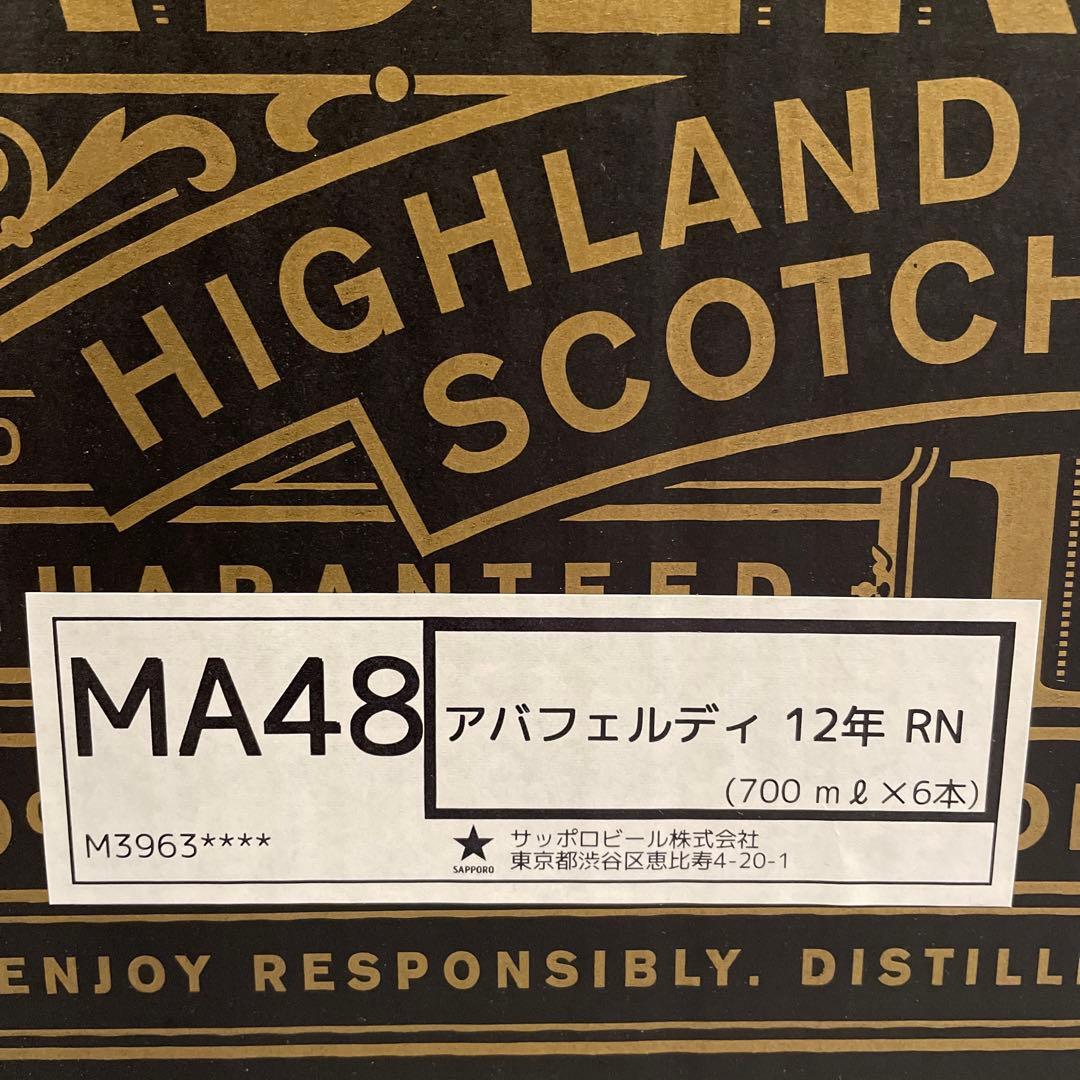 HIGHLAND
SCOTCH
MA48
アバフェルディ 12年 RN
(700 mℓ×6本)
M3963****
SAPPORO
サッポロビール株式会社
東京都渋谷区恵比寿4-20-1
ENJOY RESPONSIBLY. DISTILL